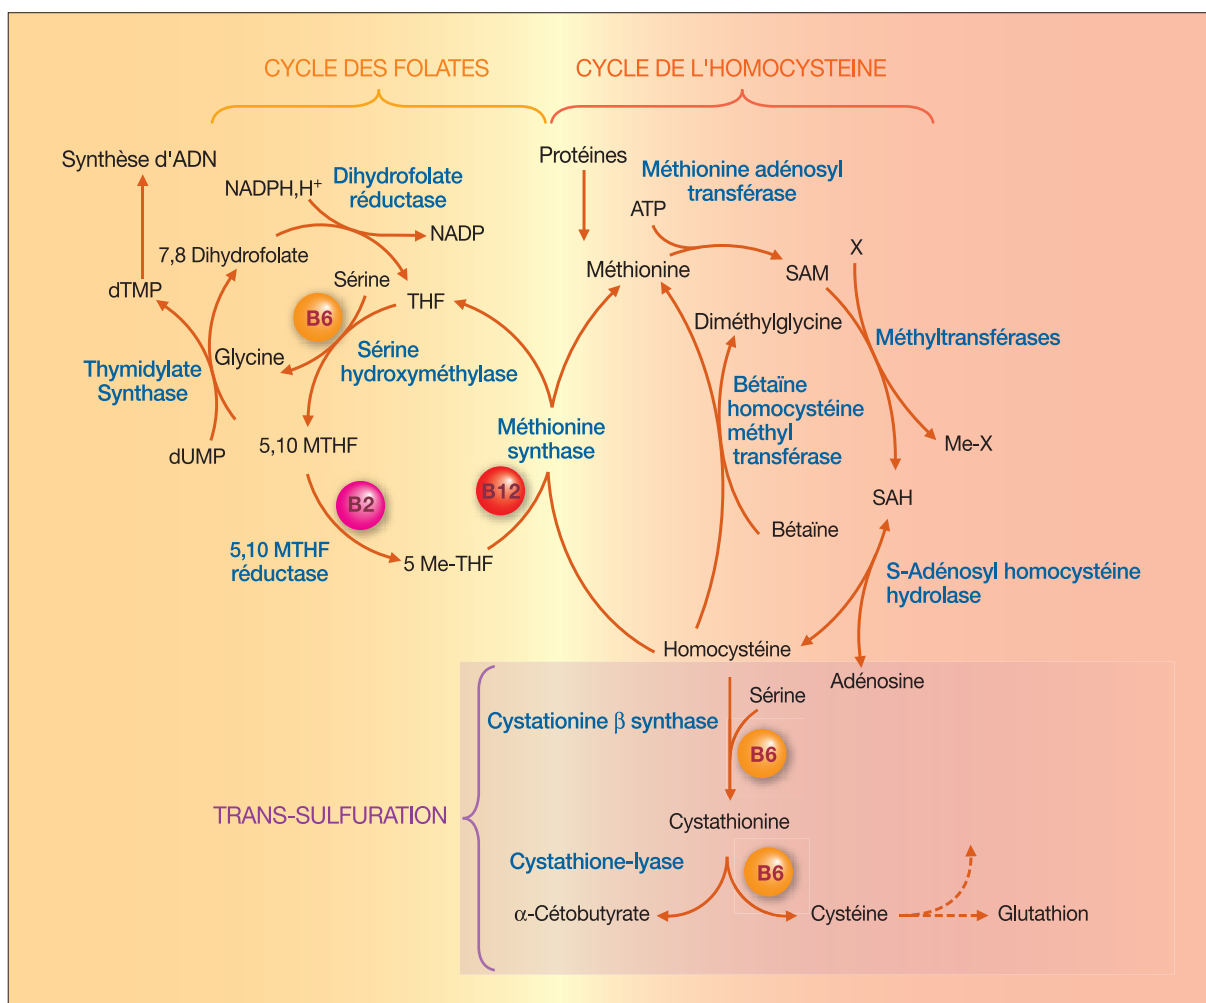 CYCLE DES FOLATES
CYCLE DE L'HOMOCYSTEINE
Synthèse d'ADN
NADPH,H+
Dihydrofolate
réductase
NADP
7,8 Dihydrofolate
dTMP
Sérine
THF
B6
Glycine
Sérine
hydroxyméthylase
Thymidylate
Synthase
dUMP
5,10 MTHF
B2
5,10 MTHF
réductase
5 Me-THF
B12
Méthionine
synthase
Protéines
Méthionine adénosyl
transférase
ATP
Méthionine
SAM
X
Diméthylglycine
Méthyltransférases
Bétaïne
homocystéine
méthyl
transférase
Me-X
SAH
Bétaïne
S-Adénosyl homocystéine
hydrolase
Homocystéine
Adénosine
Sérine
Cystationine β synthase
B6
TRANS-SULFURATION
Cystathionine
Cystathione-lyase
B6
α-Cétobutyrate
Cystéine
Glutathion